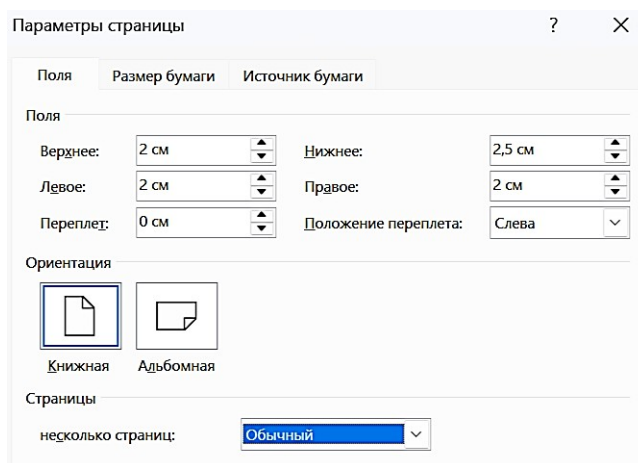 Параметры страницы ? ✕
Поля Размер бумаги Источник бумаги
Поля
Верхнее: 2 см Нижнее: 2,5 см
Левое: 2 см Правое: 2 см
Переплет: 0 см Положение переплета: Слева
Ориентация
Книжная Альбомная
Страницы
несколько страниц: Обычный